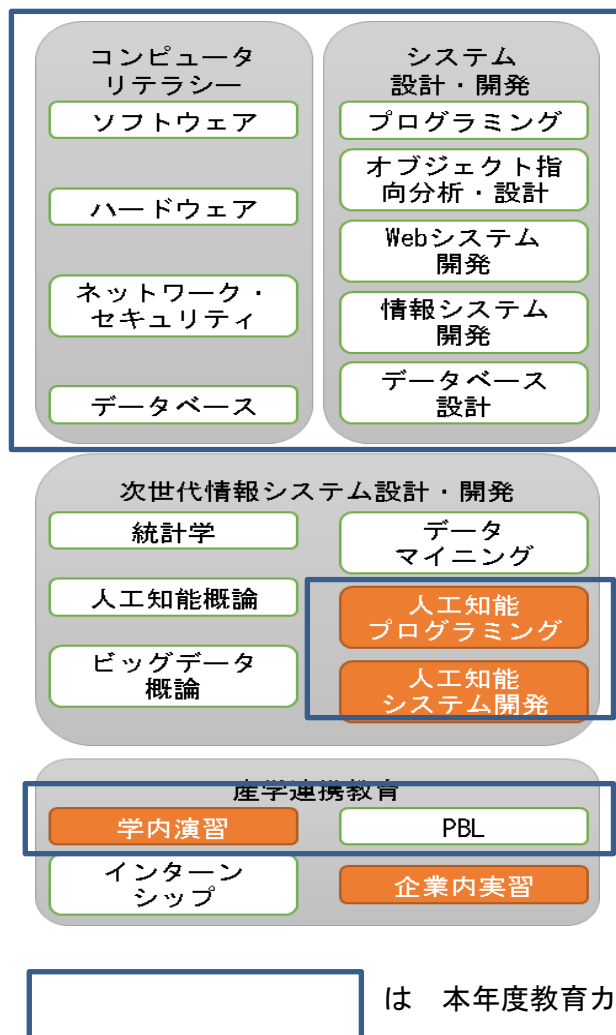 コンピュータ
リテラシー
ソフトウェア
ハードウェア
ネットワーク・
セキュリティ
データベース
システム
設計・開発
プログラミング
オブジェクト指
向分析・設計
Webシステム
開発
情報システム
開発
データベース
設計
次世代情報システム設計・開発
統計学
人工知能概論
ビッグデータ
概論
データ
マイニング
人工知能
プログラミング
人工知能
システム開発
産学連携教育
学内演習
PBL
インターン
シップ
企業内実習
は　本年度教育カ